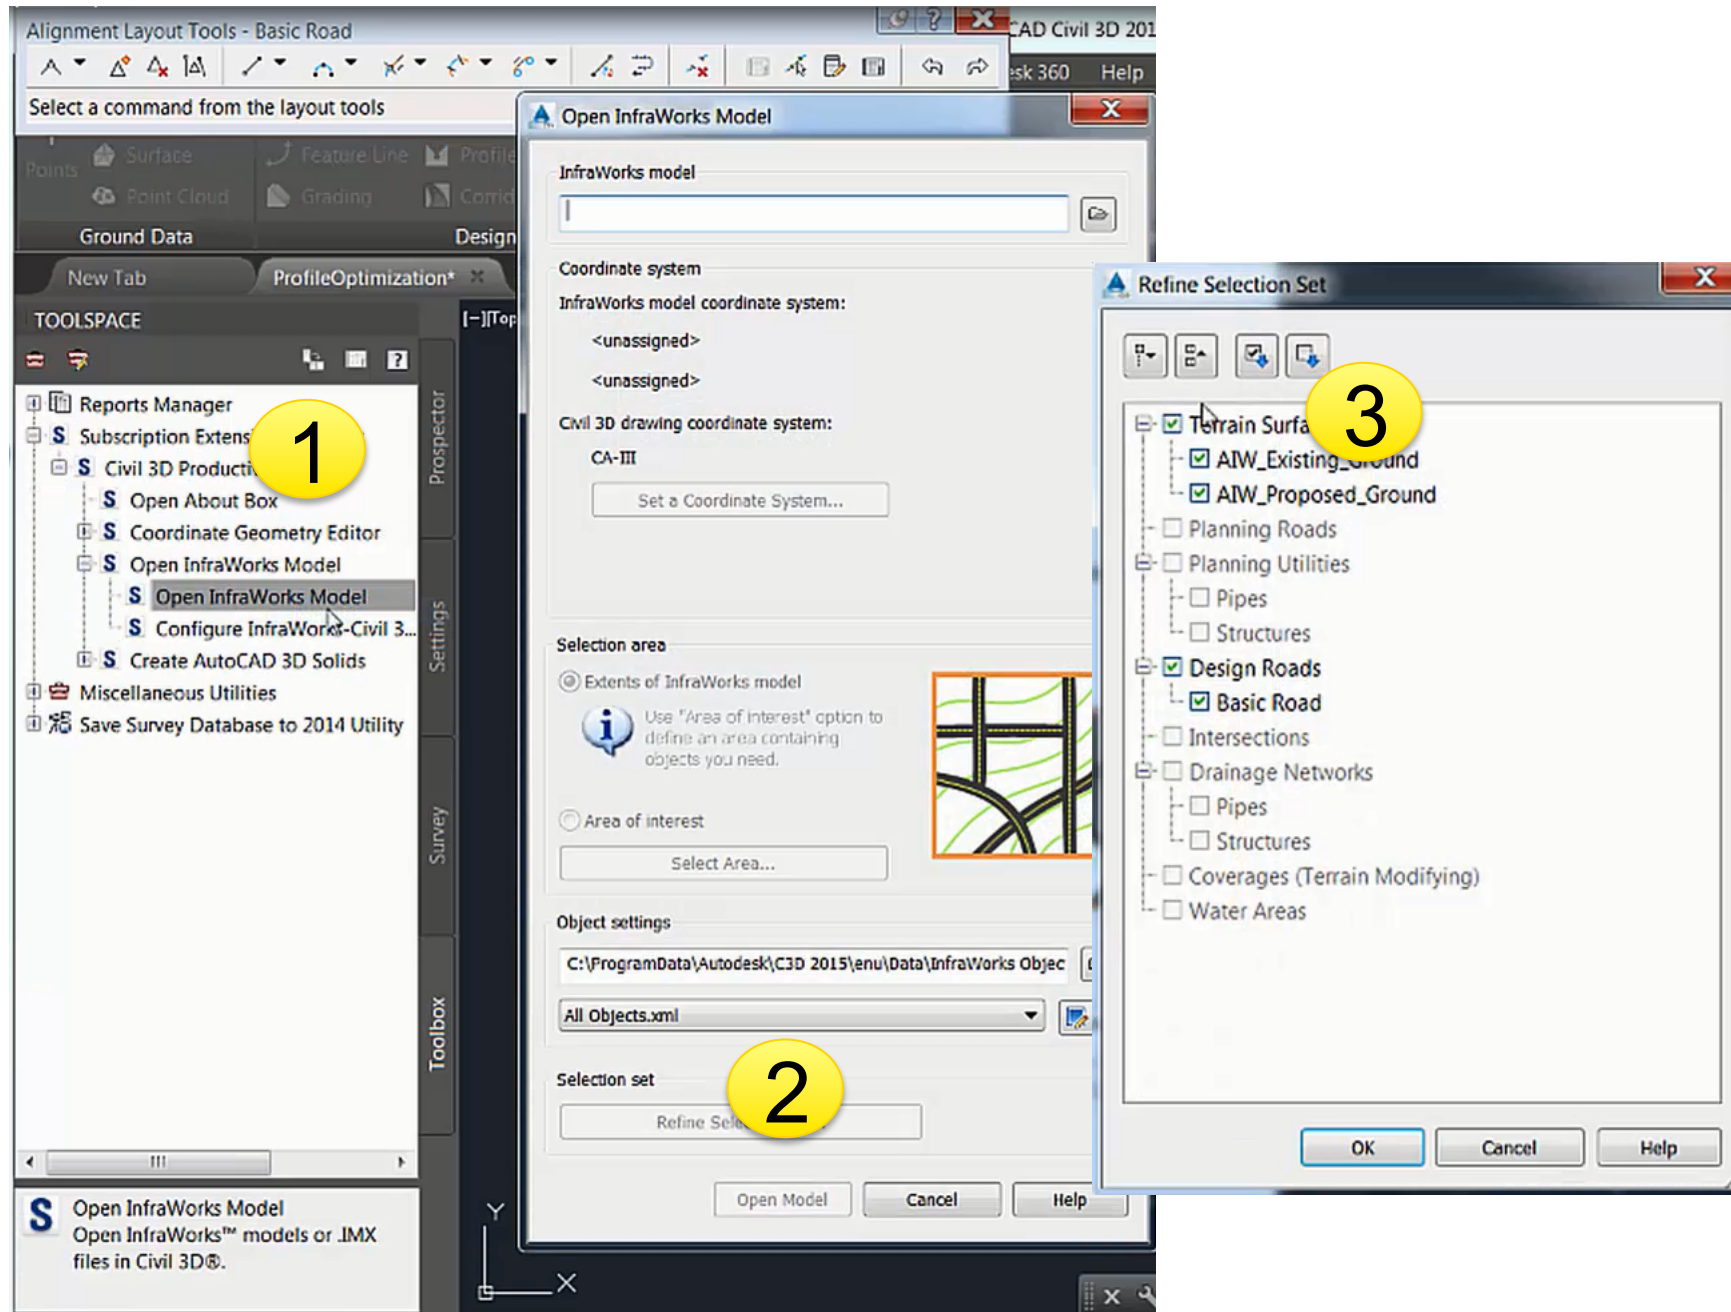 Alignment Layout Tools - Basic Road
CAD Civil 3D 201
Select a command from the layout tools
esk 360 Help
Points
Surface
Feature Line
Profile
Point Cloud
Grading
Corrid
Ground Data
Design
New Tab
ProfileOptimization*
TOOLSPACE
[−][Top
Reports Manager
Subscription Extens
Civil 3D Producti
Open About Box
Coordinate Geometry Editor
Open InfraWorks Model
Open InfraWorks Model
Configure InfraWorks-Civil 3...
Create AutoCAD 3D Solids
Miscellaneous Utilities
Save Survey Database to 2014 Utility
1
Prospector
Settings
Survey
Toolbox
Open InfraWorks Model
Open InfraWorks™ models or .IMX
files in Civil 3D®.
Y
X
Open InfraWorks Model
InfraWorks model
Coordinate system
InfraWorks model coordinate system:
<unassigned>
<unassigned>
Civil 3D drawing coordinate system:
CA-III
Set a Coordinate System...
Selection area
Extents of InfraWorks model
Use "Area of interest" option to
define an area containing
objects you need.
Area of interest
Select Area...
Object settings
C:\ProgramData\Autodesk\C3D 2015\enu\Data\InfraWorks Objec
All Objects.xml
Selection set
2
Refine Sele
Open Model
Cancel
Help
Refine Selection Set
3
Terrain Surfa
AIW_Existing_Ground
AIW_Proposed_Ground
Planning Roads
Planning Utilities
Pipes
Structures
Design Roads
Basic Road
Intersections
Drainage Networks
Pipes
Structures
Coverages (Terrain Modifying)
Water Areas
OK
Cancel
Help